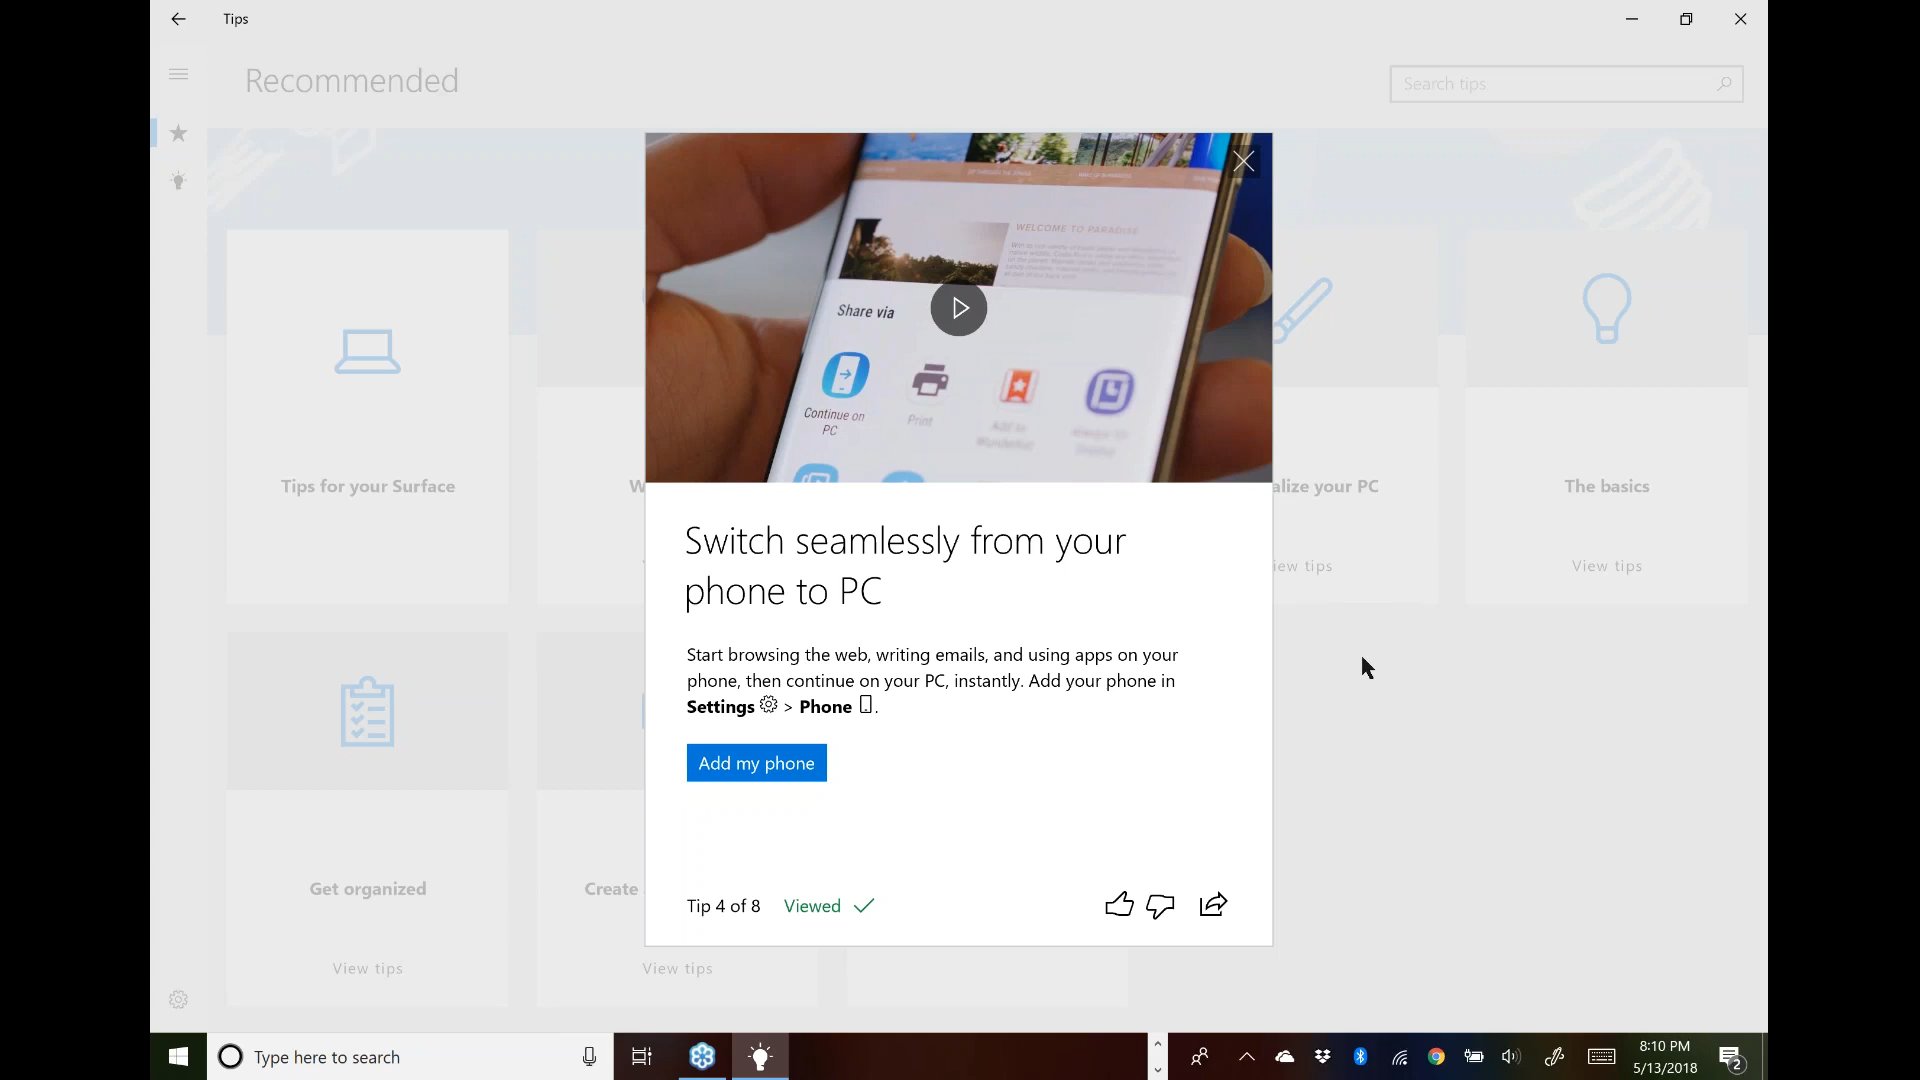 Tips
Recommended
Search tips
WELCOME TO PARADISE
Share via
Continue on
PC
Print
Switch seamlessly from your
phone to PC
Start browsing the web, writing emails, and using apps on your
phone, then continue on your PC, instantly. Add your phone in
Settings > Phone .
Add my phone
Tip 4 of 8 Viewed
Tips for your Surface
W
alize your PC
iew tips
The basics
View tips
Get organized
View tips
Create
View tips
Type here to search
8:10 PM
5/13/2018
2